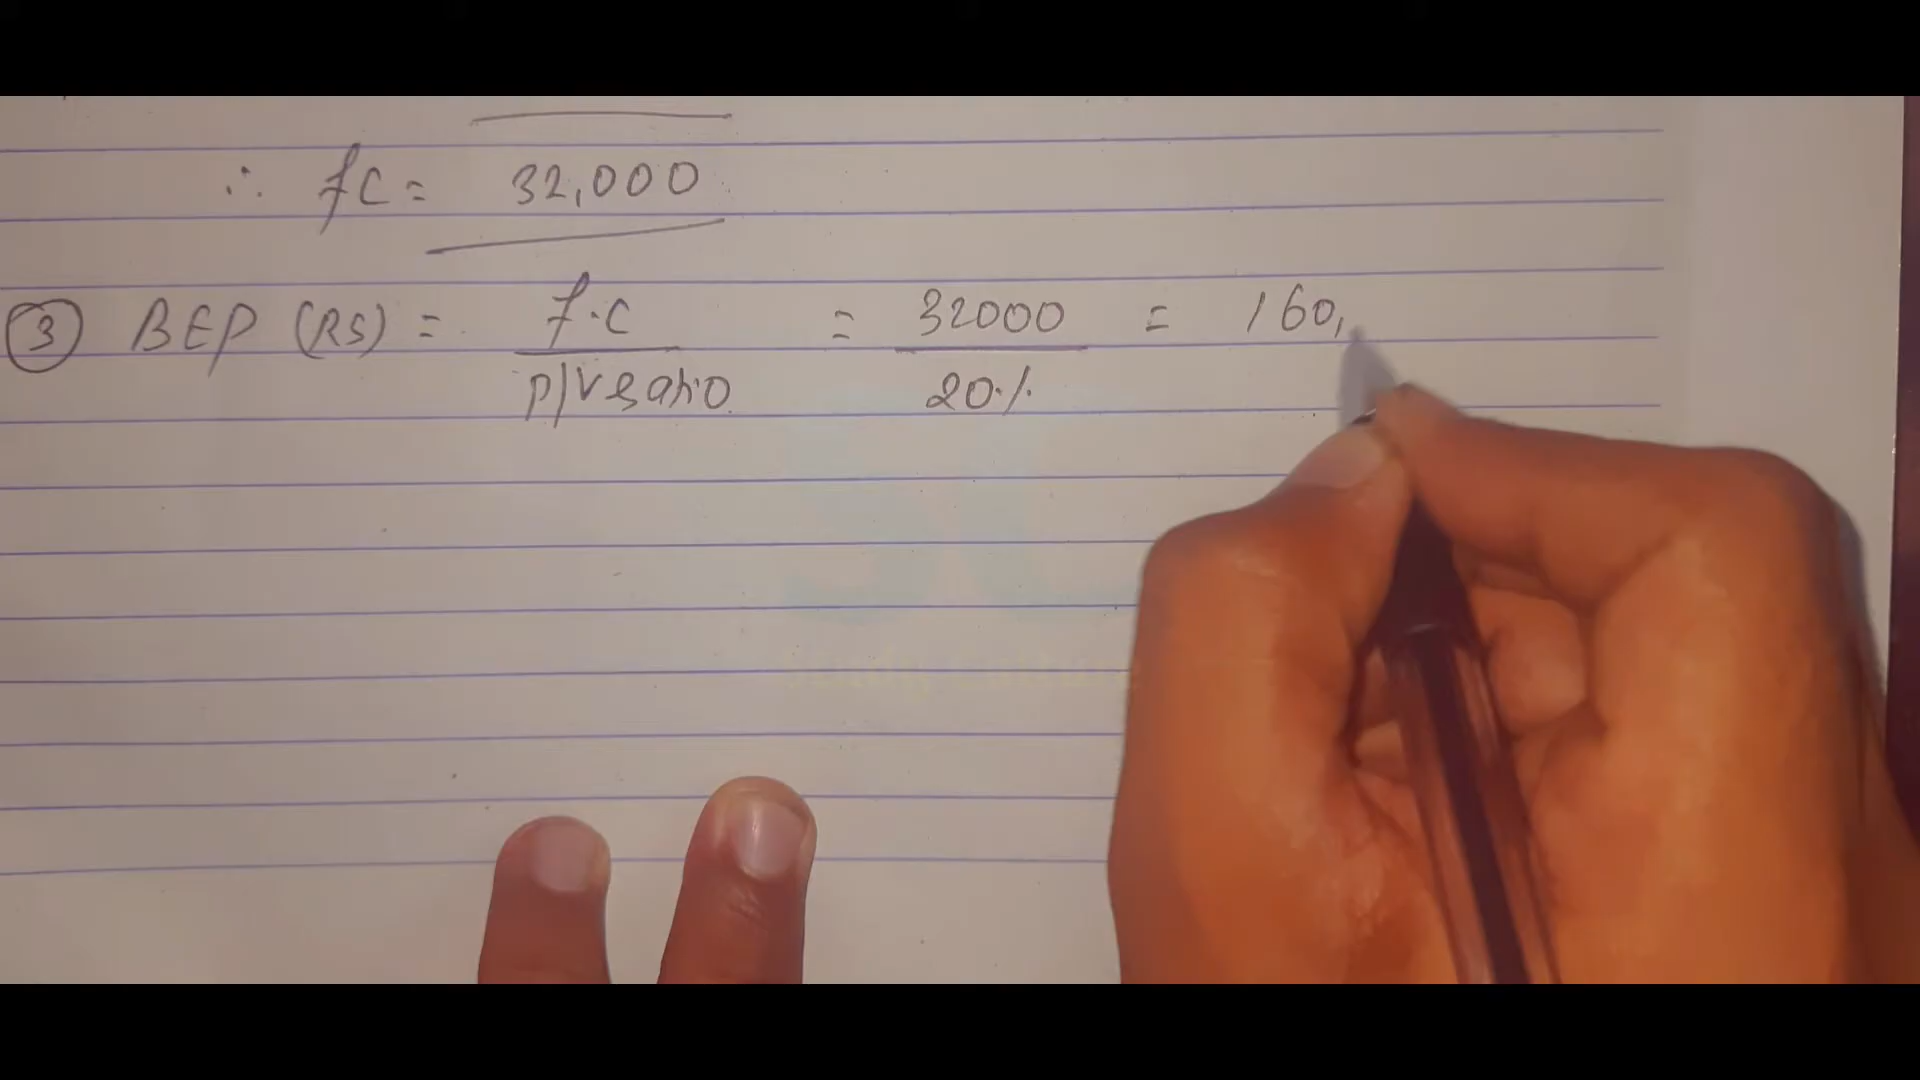 ∴ FC = 32,000
③ BEP (RS) = F.C / P/V Ratio = 32000 / 20% = 160,